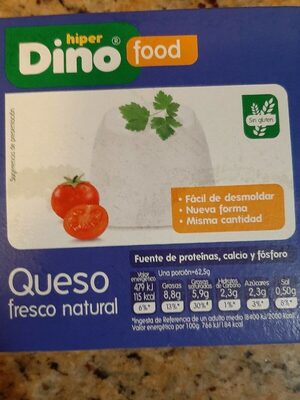 hiper
Dino®
food
Sugerencia de presentación
Sin gluten
• Fácil de desmoldar
• Nueva forma
• Misma cantidad
Fuente de proteínas, calcio y fósforo
Una porción=62,5g
Queso
fresco natural
Valor energético 479 kJ 115 kcal 6%*
Grasas 8,8g 13%*
Grasas saturadas 5,9g 30%*
Hidratos de Carbono 2,3g 1%*
Azúcares 2,3g 3%*
Sal 0,50g 8%*
*Ingesta de Referencia de un adulto medio (8400 kJ/2000 kcal)
Valor energético por 100g 766 kJ/184 kcal